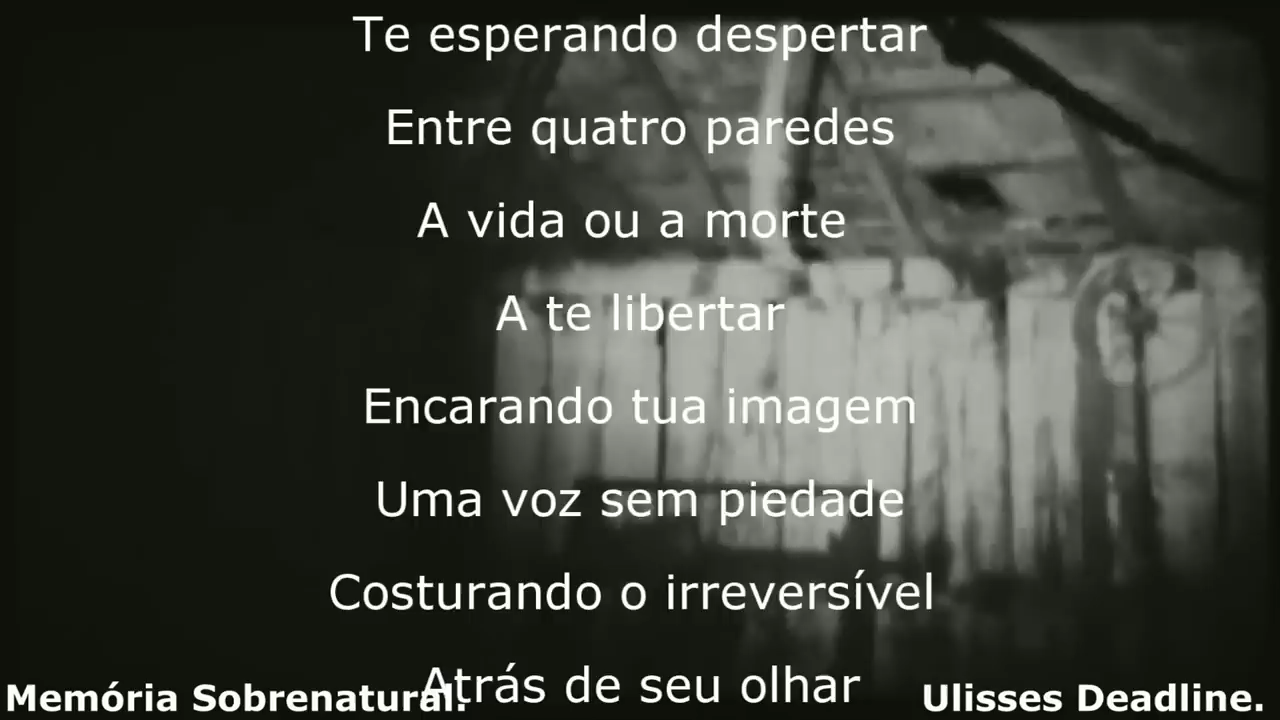 Te esperando despertar
Entre quatro paredes
A vida ou a morte
A te libertar
Encarando tua imagem
Uma voz sem piedade
Costurando o irreversível
Atrás de seu olhar
Memória Sobrenatural.
Ulisses Deadline.